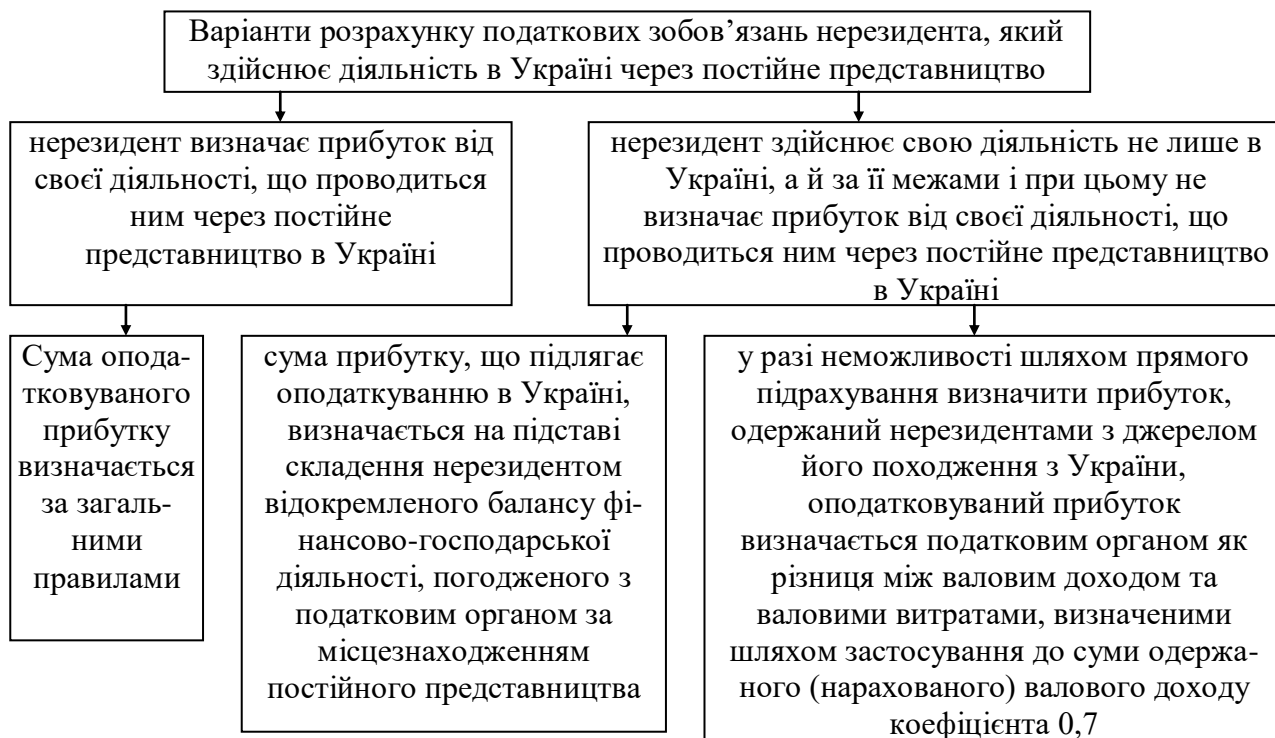 Варіанти розрахунку податкових зобов’язань нерезидента, який
здійснює діяльність в Україні через постійне представництво
нерезидент визначає прибуток від
своєї діяльності, що проводиться
ним через постійне
представництво в Україні
нерезидент здійснює свою діяльність не лише в
Україні, а й за її межами і при цьому не
визначає прибуток від своєї діяльності, що
проводиться ним через постійне представництво
в Україні
Сума опода-
тковуваного
прибутку
визначається
за загаль-
ними
правилами
сума прибутку, що підлягає
оподаткуванню в Україні,
визначається на підставі
складення нерезидентом
відокремленого балансу фі-
нансово-господарської
діяльності, погодженого з
податковим органом за
місцезнаходженням
постійного представництва
у разі неможливості шляхом прямого
підрахування визначити прибуток,
одержаний нерезидентами з джерелом
його походження з України,
оподатковуваний прибуток
визначається податковим органом як
різниця між валовим доходом та
валовими витратами, визначеними
шляхом застосування до суми одержа-
ного (нарахованого) валового доходу
коефіцієнта 0,7